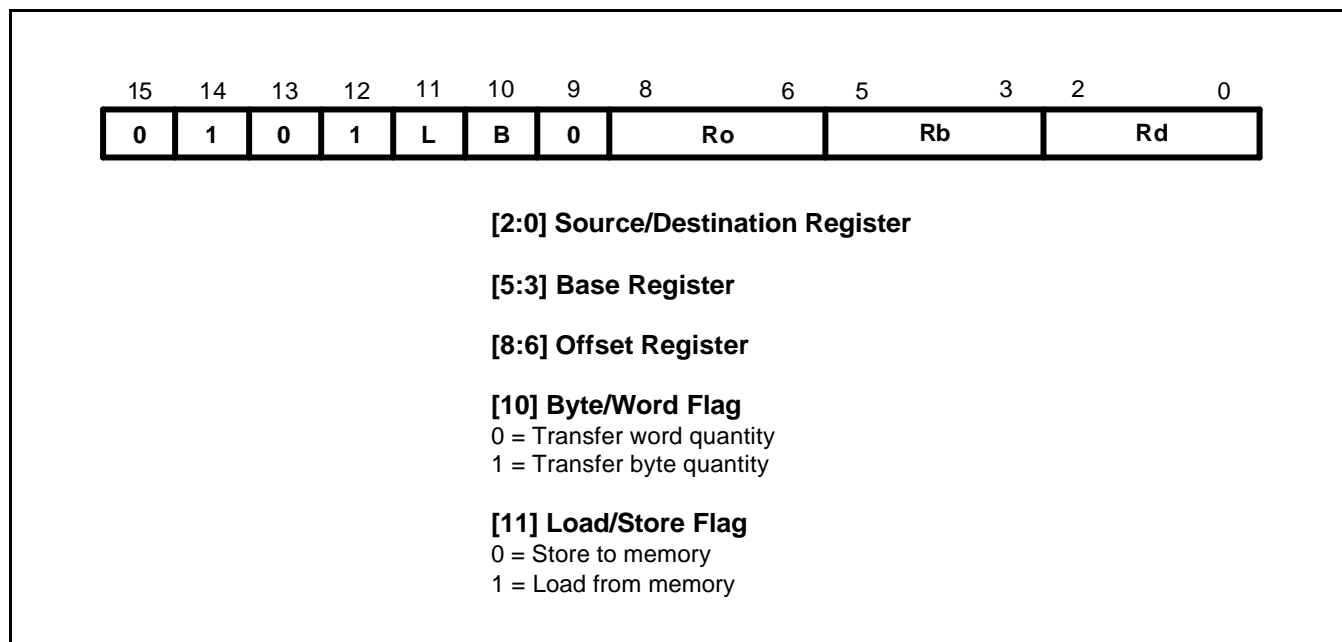 15 14 13 12 11 10 9 8 6 5 3 2 0
0 1 0 1 L B 0 Ro Rb Rd
[2:0] Source/Destination Register
[5:3] Base Register
[8:6] Offset Register
[10] Byte/Word Flag
0 = Transfer word quantity
1 = Transfer byte quantity
[11] Load/Store Flag
0 = Store to memory
1 = Load from memory